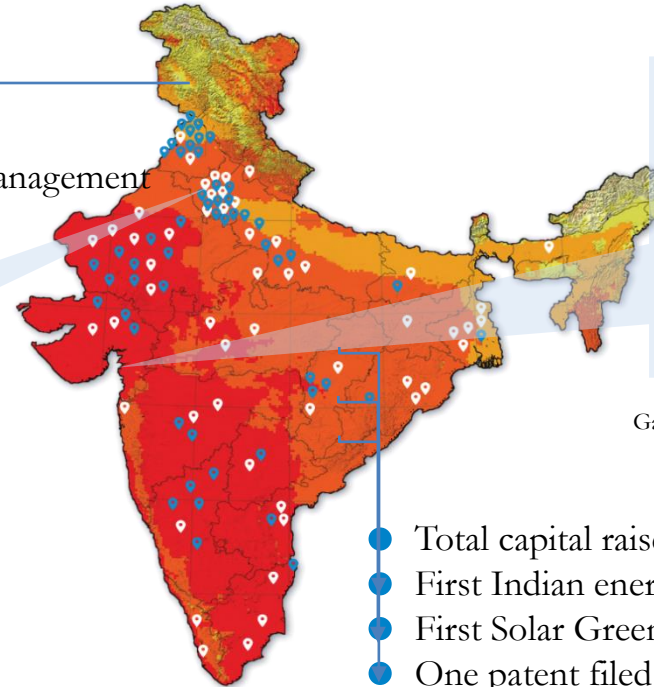 anagement
Ga
Total capital raise
First Indian ener
First Solar Green
One patent filed